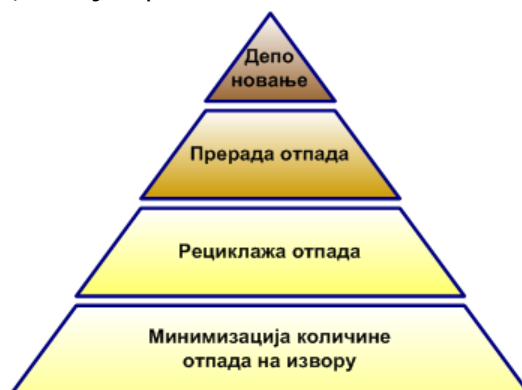 Депо
новање
Прерада отпада
Рециклажа отпада
Минимизација количине
отпада на извору